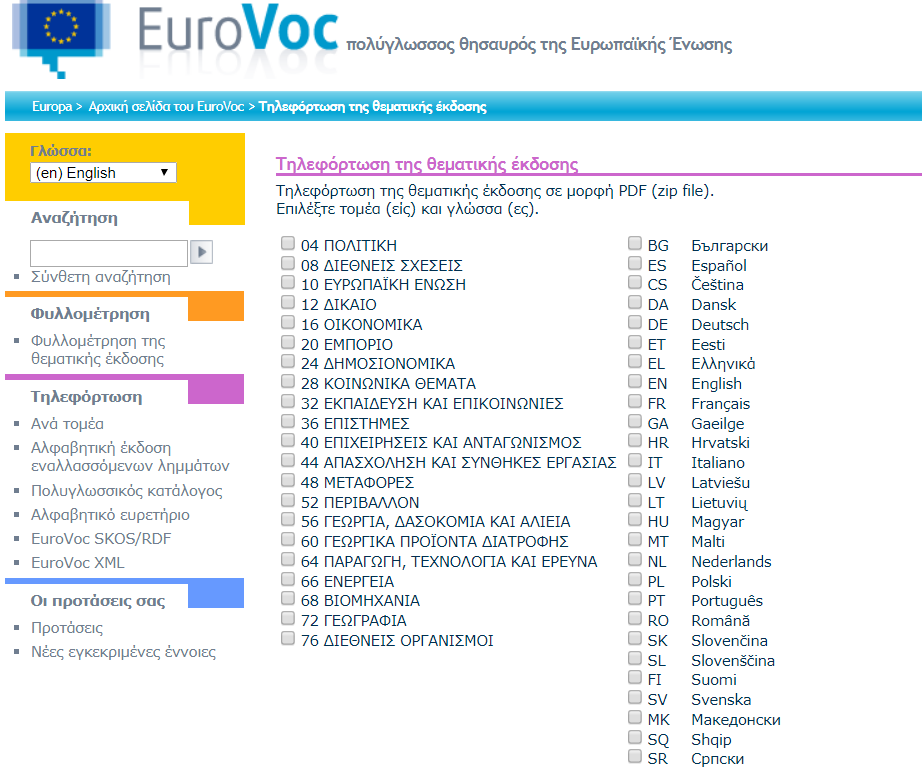 EuroVoc πολύγλωσσος θησαυρός της Ευρωπαϊκής Ένωσης
Europa > Αρχική σελίδα του EuroVoc > Τηλεφόρτωση της θεματικής έκδοσης
Γλώσσα:
(en) English
Αναζήτηση
Σύνθετη αναζήτηση
Φυλλομέτρηση
Φυλλομέτρηση της
θεματικής έκδοσης
Τηλεφόρτωση
Ανά τομέα
Αλφαβητική έκδοση
εναλλασσόμενων λημμάτων
Πολυγλωσσικός κατάλογος
Αλφαβητικό ευρετήριο
EuroVoc SKOS/RDF
EuroVoc XML
Οι προτάσεις σας
Προτάσεις
Νέες εγκεκριμένες έννοιες
Τηλεφόρτωση της θεματικής έκδοσης
Τηλεφόρτωση της θεματικής έκδοσης σε μορφή PDF (zip file).
Επιλέξτε τομέα (είς) και γλώσσα (ες).
04 ΠΟΛΙΤΙΚΗ
08 ΔΙΕΘΝΕΙΣ ΣΧΕΣΕΙΣ
10 ΕΥΡΩΠΑΪΚΗ ΕΝΩΣΗ
12 ΔΙΚΑΙΟ
16 ΟΙΚΟΝΟΜΙΚΑ
20 ΕΜΠΟΡΙΟ
24 ΔΗΜΟΣΙΟΝΟΜΙΚΑ
28 ΚΟΙΝΩΝΙΚΑ ΘΕΜΑΤΑ
32 ΕΚΠΑΙΔΕΥΣΗ ΚΑΙ ΕΠΙΚΟΙΝΩΝΙΕΣ
36 ΕΠΙΣΤΗΜΕΣ
40 ΕΠΙΧΕΙΡΗΣΕΙΣ ΚΑΙ ΑΝΤΑΓΩΝΙΣΜΟΣ
44 ΑΠΑΣΧΟΛΗΣΗ ΚΑΙ ΣΥΝΘΗΚΕΣ ΕΡΓΑΣΙΑΣ
48 ΜΕΤΑΦΟΡΕΣ
52 ΠΕΡΙΒΑΛΛΟΝ
56 ΓΕΩΡΓΙΑ, ΔΑΣΟΚΟΜΙΑ ΚΑΙ ΑΛΙΕΙΑ
60 ΓΕΩΡΓΙΚΑ ΠΡΟΪΟΝΤΑ ΔΙΑΤΡΟΦΗΣ
64 ΠΑΡΑΓΩΓΗ, ΤΕΧΝΟΛΟΓΙΑ ΚΑΙ ΕΡΕΥΝΑ
66 ΕΝΕΡΓΕΙΑ
68 ΒΙΟΜΗΧΑΝΙΑ
72 ΓΕΩΓΡΑΦΙΑ
76 ΔΙΕΘΝΕΙΣ ΟΡΓΑΝΙΣΜΟΙ
BG Български
ES Español
CS Čeština
DA Dansk
DE Deutsch
ET Eesti
EL Ελληνικά
EN English
FR Français
GA Gaeilge
HR Hrvatski
IT Italiano
LV Latviešu
LT Lietuvių
HU Magyar
MT Malti
NL Nederlands
PL Polski
PT Português
RO Română
SK Slovenčina
SL Slovenščina
FI Suomi
SV Svenska
MK Македонски
SQ Shqip
SR Српски